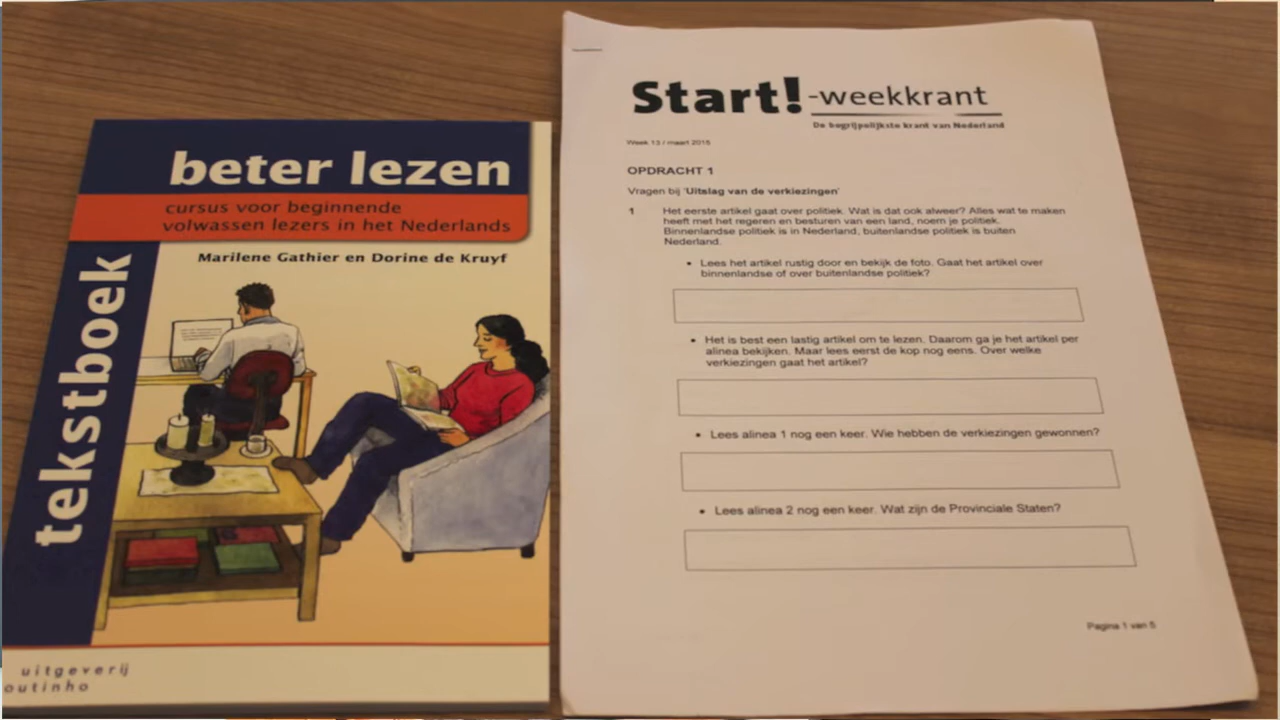 beter lezen
cursus voor beginnende
volwassen lezers in het Nederlands
Marilene Gathier en Dorine de Kruyf
tekstboek
uitgeverij
outinho
Start!-weekkrant
De begrijpelijkste krant van Nederland
Week 13 / maart 2015
OPDRACHT 1
Vragen bij 'Uitslag van de verkiezingen'
1 Het eerste artikel gaat over politiek. Wat is dat ook alweer? Alles wat te maken
heeft met het regeren en besturen van een land, noem je politiek.
Binnenlandse politiek is in Nederland, buitenlandse politiek is buiten
Nederland.
• Lees het artikel rustig door en bekijk de foto. Gaat het artikel over
binnenlandse of over buitenlandse politiek?
• Het is best een lastig artikel om te lezen. Daarom ga je het artikel per
alinea bekijken. Maar lees eerst de kop nog eens. Over welke
verkiezingen gaat het artikel?
• Lees alinea 1 nog een keer. Wie hebben de verkiezingen gewonnen?
• Lees alinea 2 nog een keer. Wat zijn de Provinciale Staten?
Pagina 1 van 5